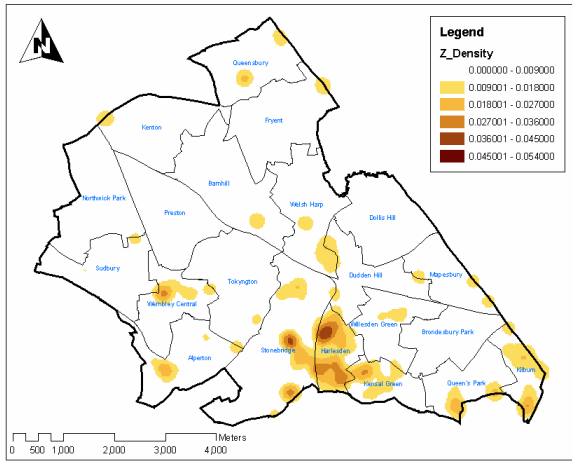 N
Legend
Z_Density
0.000000 - 0.009000
0.009001 - 0.018000
0.018001 - 0.027000
0.027001 - 0.036000
0.036001 - 0.045000
0.045001 - 0.054000
Queensbury
Kenton
Fryent
Barnhill
Northwick Park
Preston
Welsh Harp
Dollis Hill
Sudbury
Tokyngton
Dudden Hill
Mapesbury
Wembley Central
Willesden Green
Brondesbury Park
Alperton
Stonebridge
Harlesden
Kensal Green
Queen's Park
Kilburn
Meters
0 500 1,000 2,000 3,000 4,000